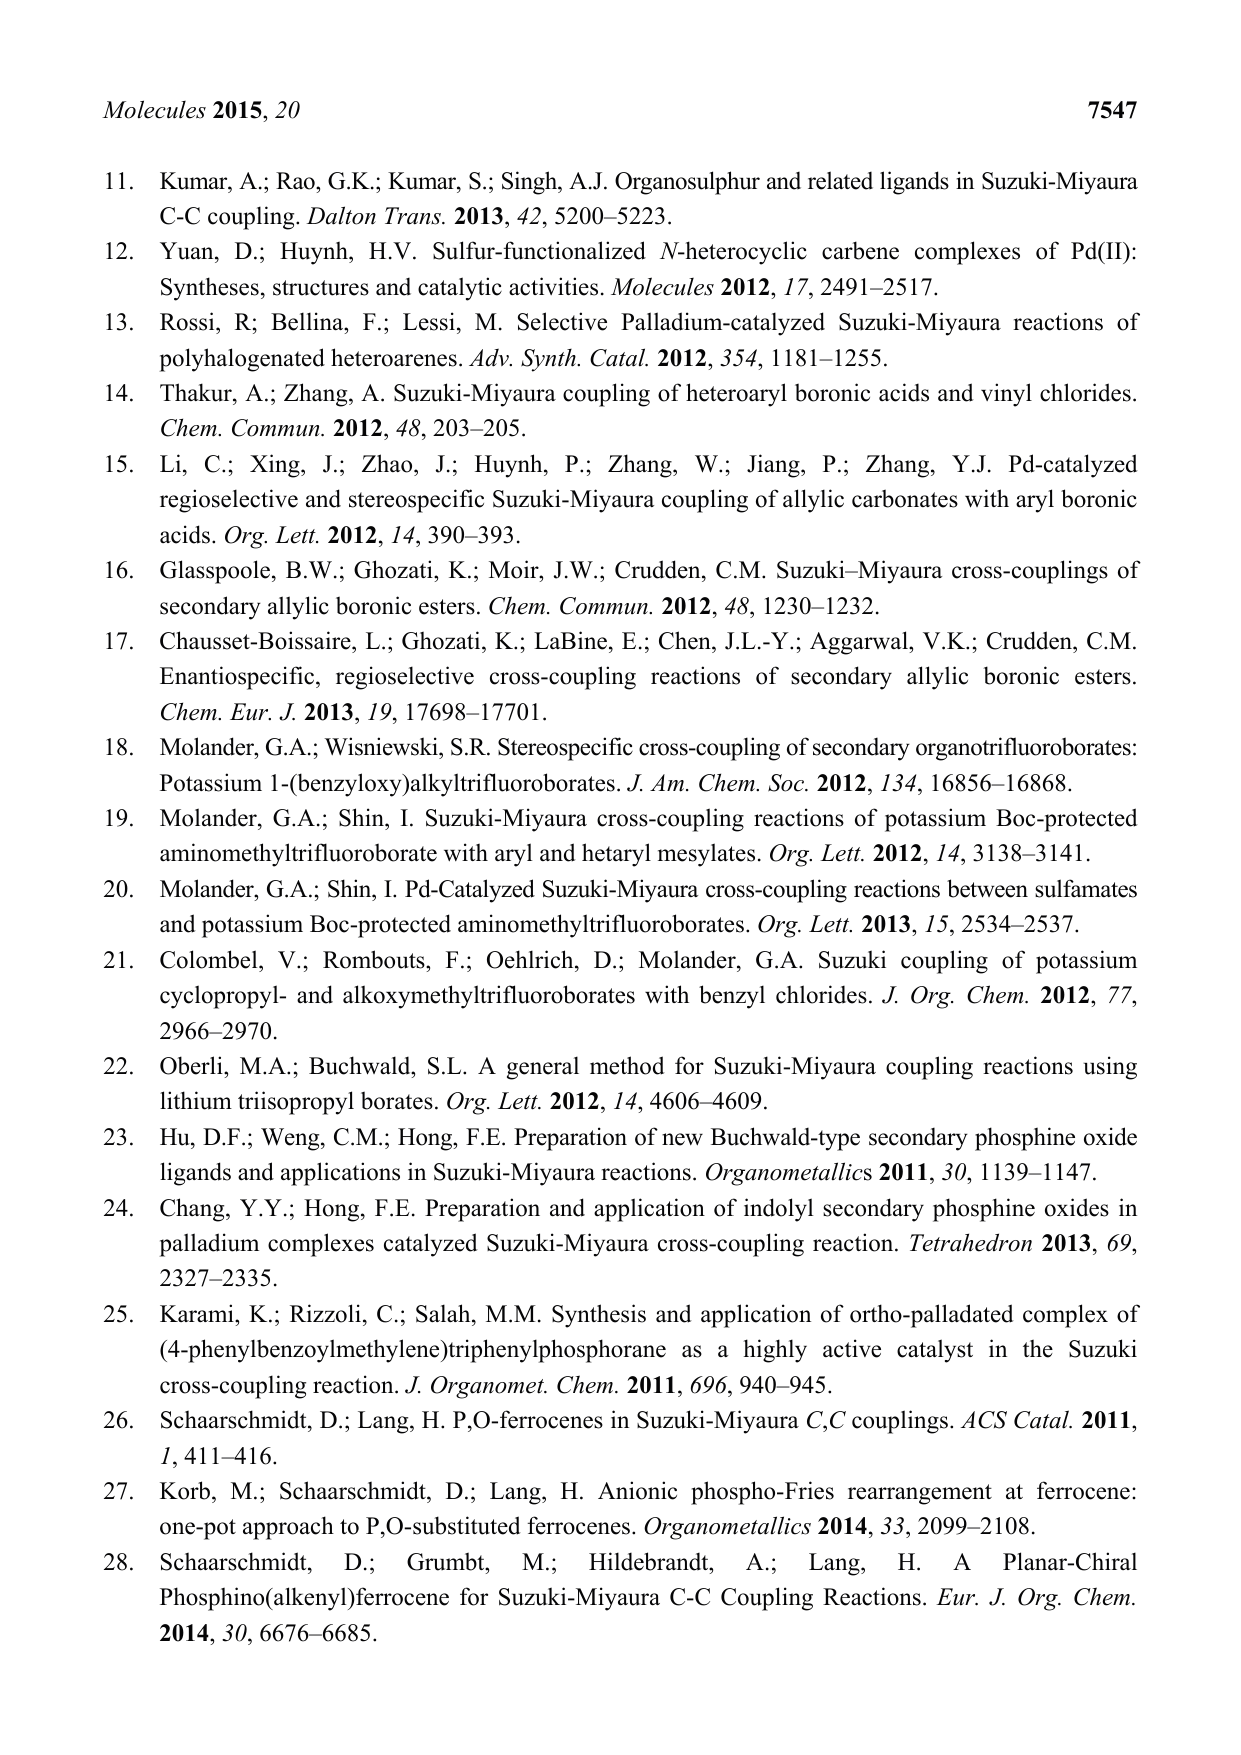 Molecules 2015, 20 7547
11. Kumar, A.; Rao, G.K.; Kumar, S.; Singh, A.J. Organosulphur and related ligands in Suzuki-Miyaura
C-C coupling. Dalton Trans. 2013, 42, 5200–5223.
12. Yuan, D.; Huynh, H.V. Sulfur-functionalized N-heterocyclic carbene complexes of Pd(II):
Syntheses, structures and catalytic activities. Molecules 2012, 17, 2491–2517.
13. Rossi, R; Bellina, F.; Lessi, M. Selective Palladium-catalyzed Suzuki-Miyaura reactions of
polyhalogenated heteroarenes. Adv. Synth. Catal. 2012, 354, 1181–1255.
14. Thakur, A.; Zhang, A. Suzuki-Miyaura coupling of heteroaryl boronic acids and vinyl chlorides.
Chem. Commun. 2012, 48, 203–205.
15. Li, C.; Xing, J.; Zhao, J.; Huynh, P.; Zhang, W.; Jiang, P.; Zhang, Y.J. Pd-catalyzed
regioselective and stereospecific Suzuki-Miyaura coupling of allylic carbonates with aryl boronic
acids. Org. Lett. 2012, 14, 390–393.
16. Glasspoole, B.W.; Ghozati, K.; Moir, J.W.; Crudden, C.M. Suzuki–Miyaura cross-couplings of
secondary allylic boronic esters. Chem. Commun. 2012, 48, 1230–1232.
17. Chausset-Boissaire, L.; Ghozati, K.; LaBine, E.; Chen, J.L.-Y.; Aggarwal, V.K.; Crudden, C.M.
Enantiospecific, regioselective cross-coupling reactions of secondary allylic boronic esters.
Chem. Eur. J. 2013, 19, 17698–17701.
18. Molander, G.A.; Wisniewski, S.R. Stereospecific cross-coupling of secondary organotrifluoroborates:
Potassium 1-(benzyloxy)alkyltrifluoroborates. J. Am. Chem. Soc. 2012, 134, 16856–16868.
19. Molander, G.A.; Shin, I. Suzuki-Miyaura cross-coupling reactions of potassium Boc-protected
aminomethyltrifluoroborate with aryl and hetaryl mesylates. Org. Lett. 2012, 14, 3138–3141.
20. Molander, G.A.; Shin, I. Pd-Catalyzed Suzuki-Miyaura cross-coupling reactions between sulfamates
and potassium Boc-protected aminomethyltrifluoroborates. Org. Lett. 2013, 15, 2534–2537.
21. Colombel, V.; Rombouts, F.; Oehlrich, D.; Molander, G.A. Suzuki coupling of potassium
cyclopropyl- and alkoxymethyltrifluoroborates with benzyl chlorides. J. Org. Chem. 2012, 77,
2966–2970.
22. Oberli, M.A.; Buchwald, S.L. A general method for Suzuki-Miyaura coupling reactions using
lithium triisopropyl borates. Org. Lett. 2012, 14, 4606–4609.
23. Hu, D.F.; Weng, C.M.; Hong, F.E. Preparation of new Buchwald-type secondary phosphine oxide
ligands and applications in Suzuki-Miyaura reactions. Organometallics 2011, 30, 1139–1147.
24. Chang, Y.Y.; Hong, F.E. Preparation and application of indolyl secondary phosphine oxides in
palladium complexes catalyzed Suzuki-Miyaura cross-coupling reaction. Tetrahedron 2013, 69,
2327–2335.
25. Karami, K.; Rizzoli, C.; Salah, M.M. Synthesis and application of ortho-palladated complex of
(4-phenylbenzoylmethylene)triphenylphosphorane as a highly active catalyst in the Suzuki
cross-coupling reaction. J. Organomet. Chem. 2011, 696, 940–945.
26. Schaarschmidt, D.; Lang, H. P,O-ferrocenes in Suzuki-Miyaura C,C couplings. ACS Catal. 2011,
1, 411–416.
27. Korb, M.; Schaarschmidt, D.; Lang, H. Anionic phospho-Fries rearrangement at ferrocene:
one-pot approach to P,O-substituted ferrocenes. Organometallics 2014, 33, 2099–2108.
28. Schaarschmidt, D.; Grumbt, M.; Hildebrandt, A.; Lang, H. A Planar-Chiral
Phosphino(alkenyl)ferrocene for Suzuki-Miyaura C-C Coupling Reactions. Eur. J. Org. Chem.
2014, 30, 6676–6685.